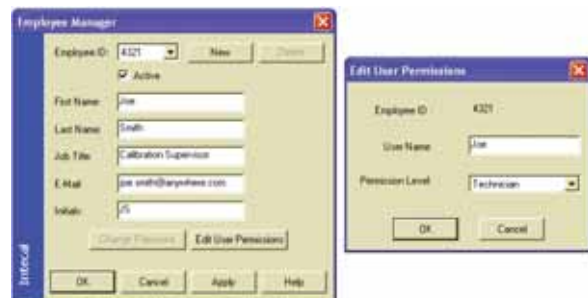 Employee Manager
Employee ID: 4321 New Delete
Active
First Name: Joe
Last Name: Smith
Job Title: Calibration Supervisor
E-Mail joe.smith@anywhere.com
Initials: JS
Change Password Edit User Permissions
OK Cancel Apply Help
Intecal
Edit User Permissions
Employee ID 4321
User Name Joe
Permission Level: Technician
OK Cancel